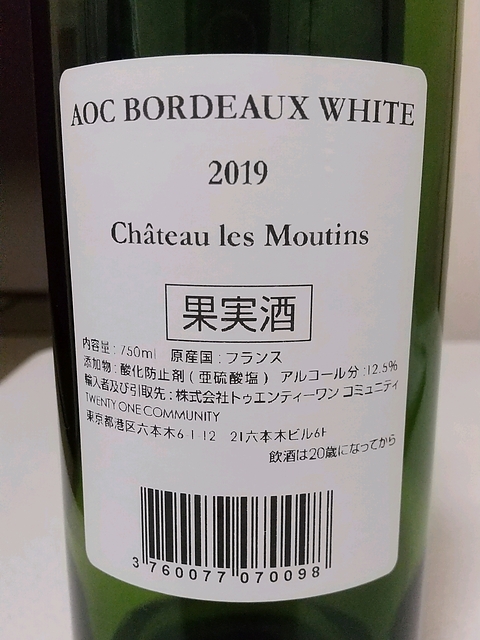 AOC BORDEAUX WHITE
2019
Château les Moutins
果実酒
内容量：750ml 原産国：フランス
添加物：酸化防止剤（亜硫酸塩） アルコール分：12.5%
輸入者及び引取先：株式会社トゥエンティーワン コミュニティ
TWENTY ONE COMMUNITY
東京都港区六本木6-1-12 21六本木ビル6F
飲酒は20歳になってから
3 760077 070098